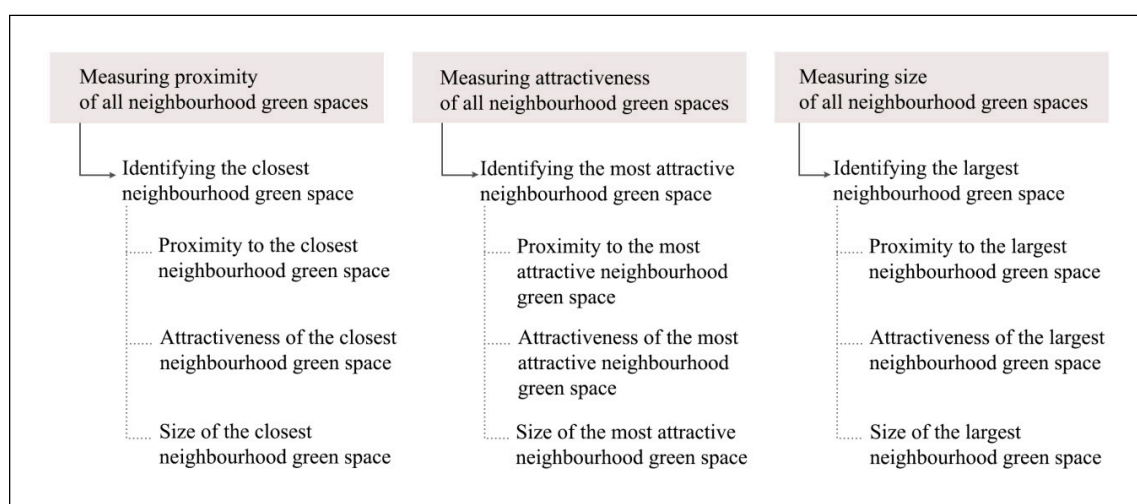 Measuring proximity
of all neighbourhood green spaces
Identifying the closest
neighbourhood green space
Proximity to the closest
neighbourhood green space
Attractiveness of the closest
neighbourhood green space
Size of the closest
neighbourhood green space
Measuring attractiveness
of all neighbourhood green spaces
Identifying the most attractive
neighbourhood green space
Proximity to the most
attractive neighbourhood
green space
Attractiveness of the most
attractive neighbourhood
green space
Size of the most attractive
neighbourhood green space
Measuring size
of all neighbourhood green spaces
Identifying the largest
neighbourhood green space
Proximity to the largest
neighbourhood green space
Attractiveness of the largest
neighbourhood green space
Size of the largest
neighbourhood green space